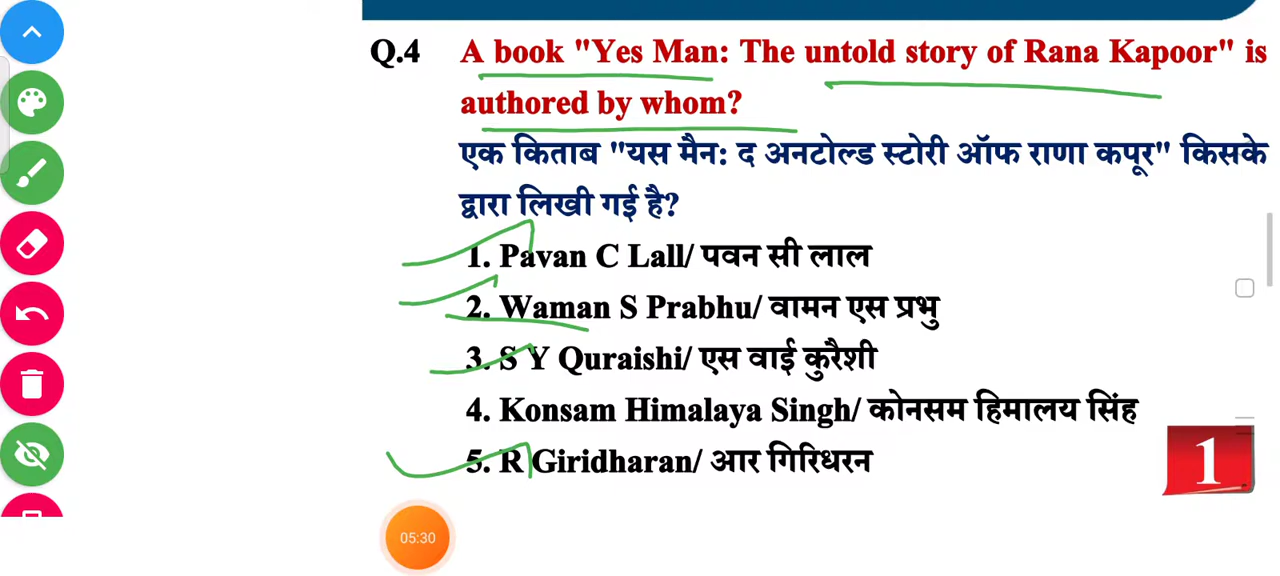 Q.4 A book "Yes Man: The untold story of Rana Kapoor" is
authored by whom?
एक किताब "यस मैन: द अनटोल्ड स्टोरी ऑफ राणा कपूर" किसके
द्वारा लिखी गई है?
1. Pavan C Lall/ पवन सी लाल
2. Waman S Prabhu/ वामन एस प्रभु
3. S Y Quraishi/ एस वाई कुरैशी
4. Konsam Himalaya Singh/ कोनसम हिमालय सिंह
5. R Giridharan/ आर गिरिधरन
1
05:30